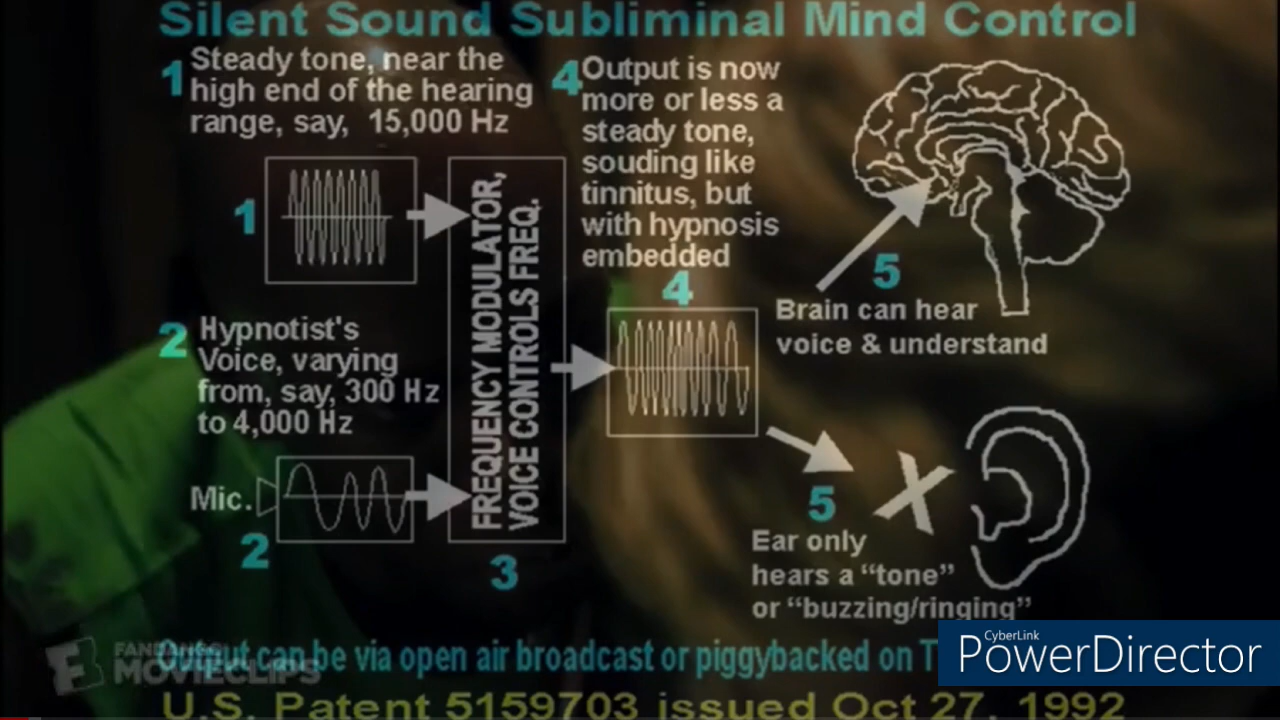 Silent Sound Subliminal Mind Control
1 Steady tone, near the
high end of the hearing
range, say, 15,000 Hz
1
2 Hypnotist's
Voice, varying
from, say, 300 Hz
to 4,000 Hz
Mic.
2
FREQUENCY MODULATOR,
VOICE CONTROLS FREQ.
3
4 Output is now
more or less a
steady tone,
souding like
tinnitus, but
with hypnosis
embedded
4
5
Brain can hear
voice & understand
X
5
Ear only
hears a "tone"
or "buzzing/ringing"
FANDANGO
MOVIECLIPS
Output can be via open air broadcast or piggybacked on
CyberLink
PowerDirector
U.S. Patent 5159703 issued Oct 27, 1992